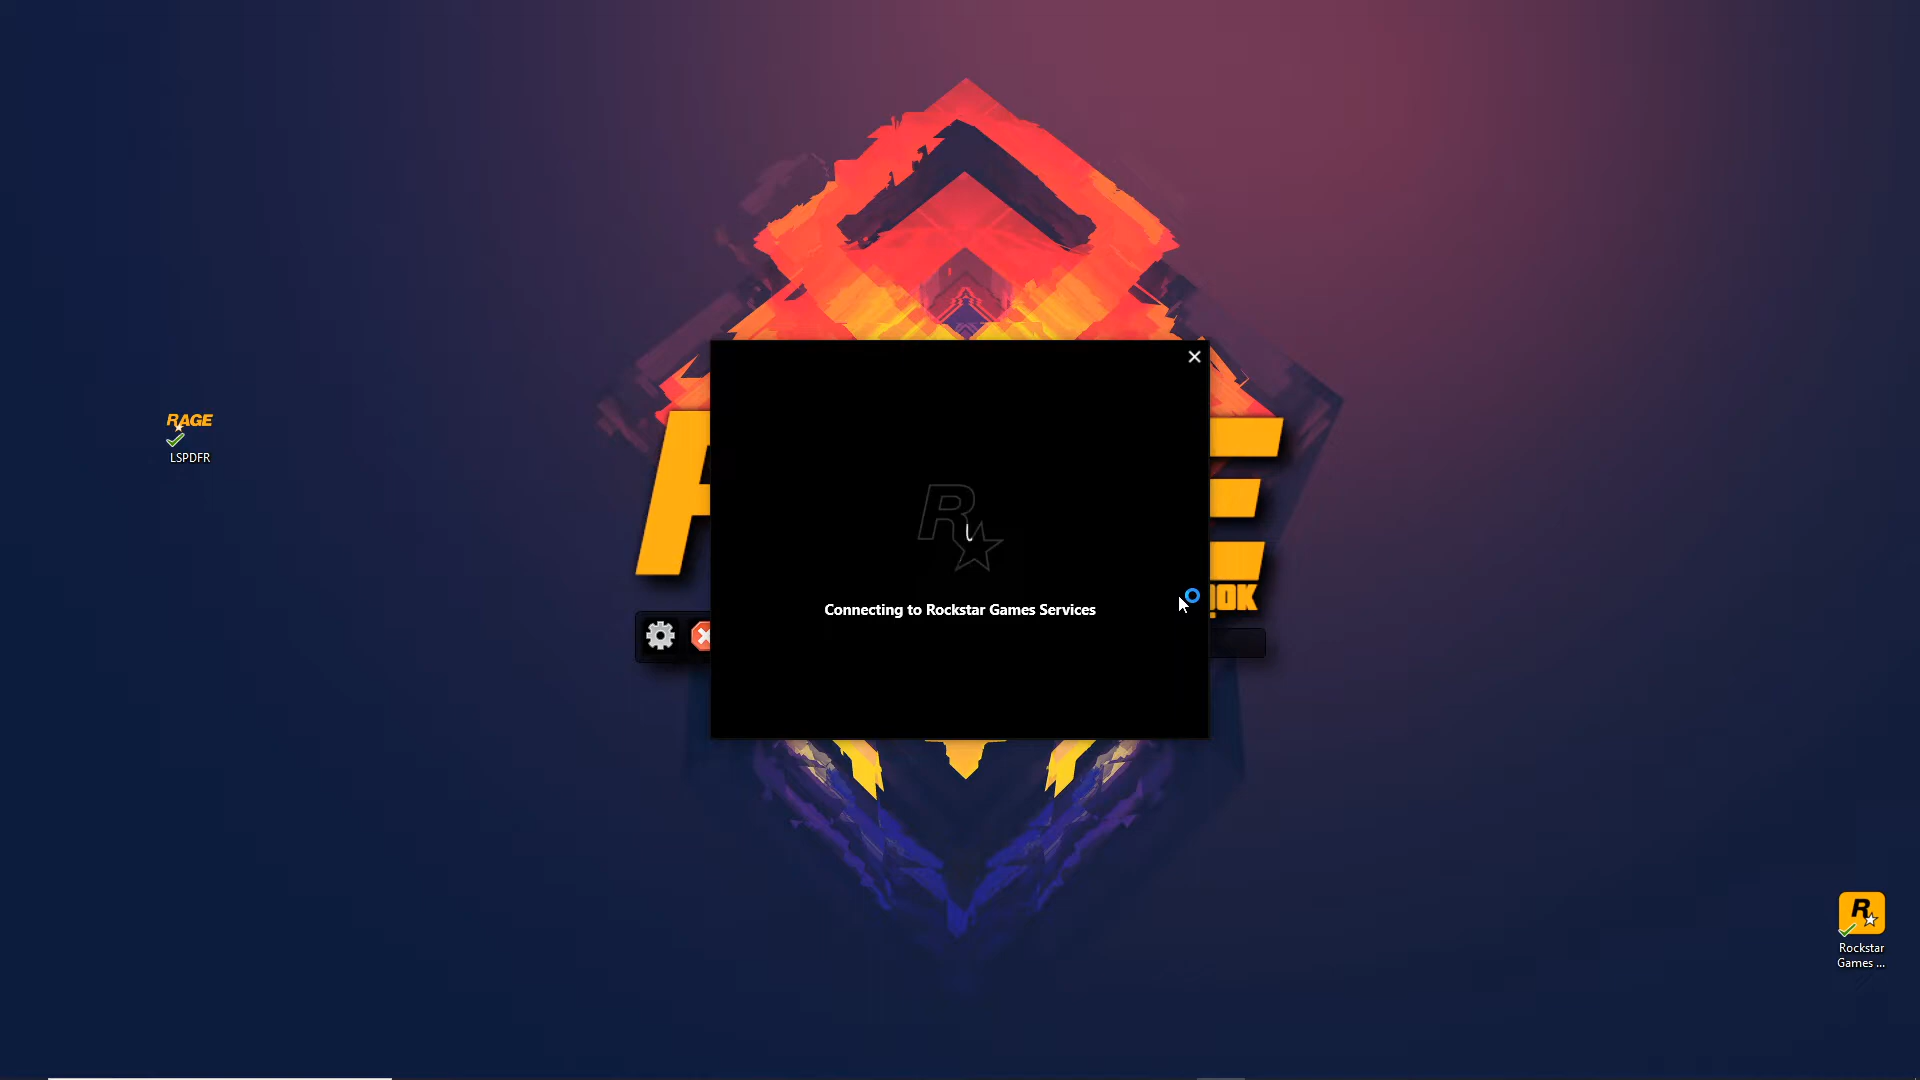 RAGE
LSPDFR
Connecting to Rockstar Games Services
R
Rockstar
Games ...